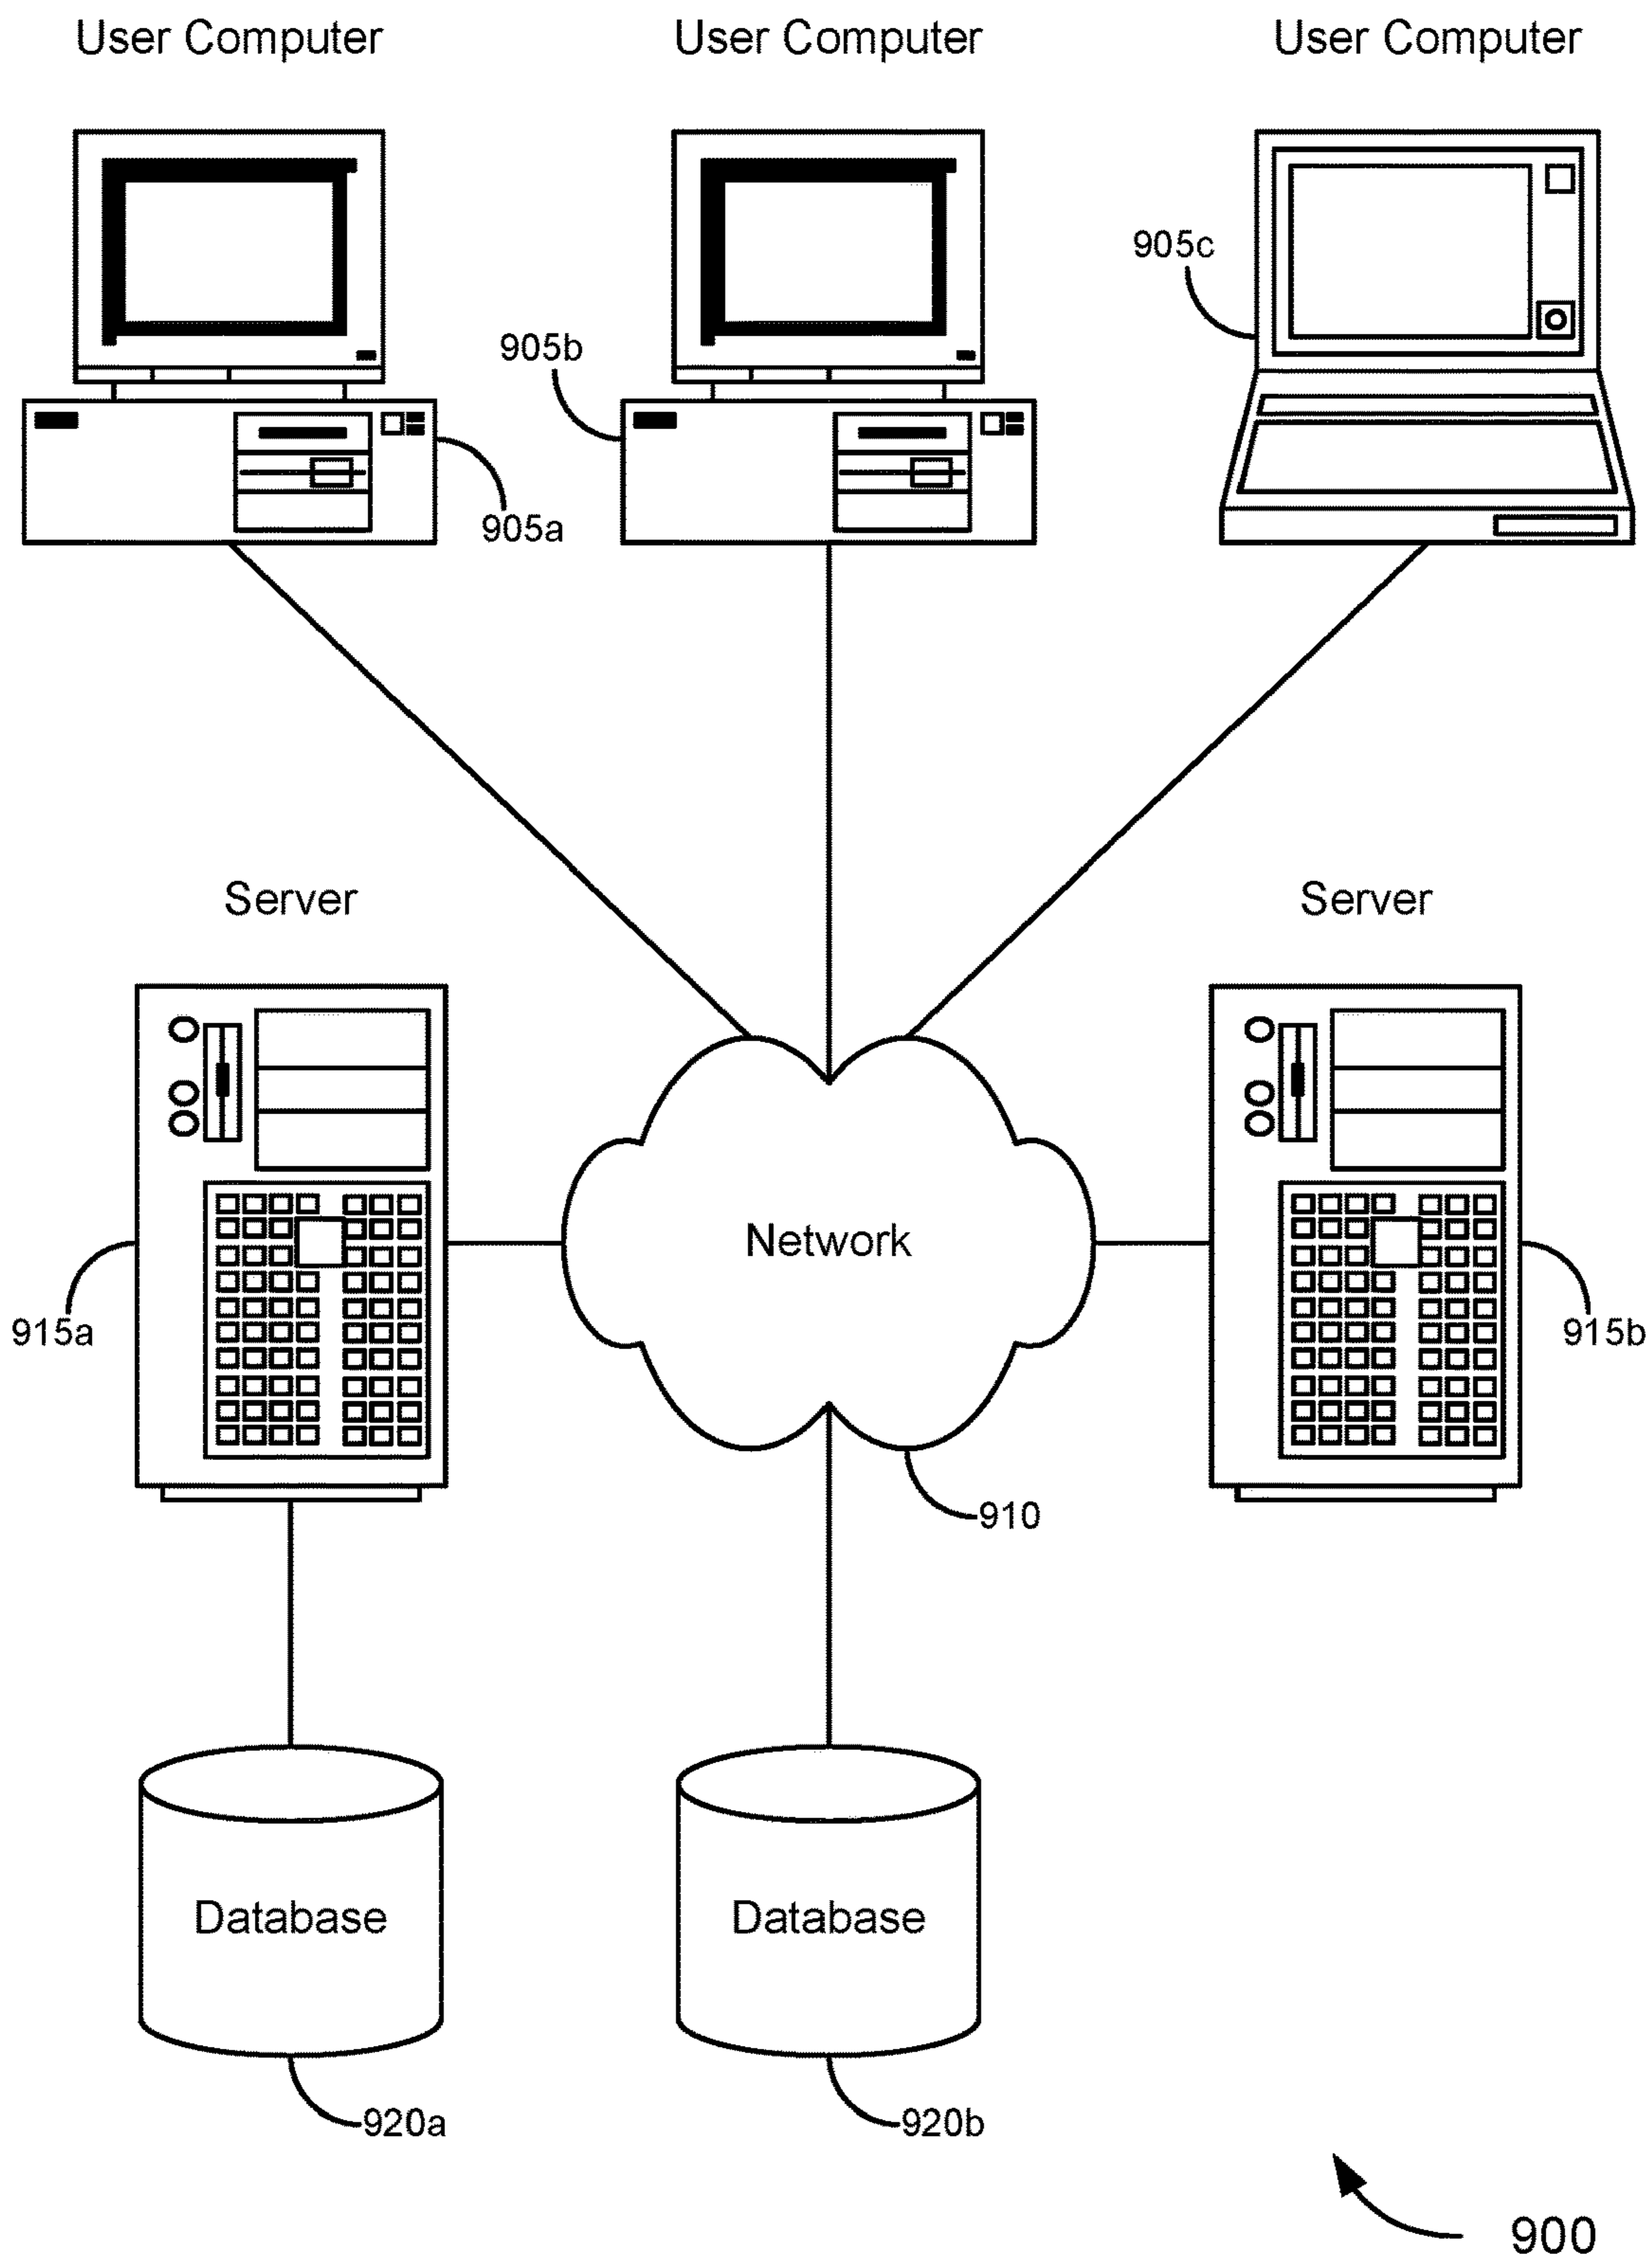 User Computer
User Computer
User Computer
905c
905b
905a
Server
Server
Network
915a
915b
910
Database
Database
920a
920b
900